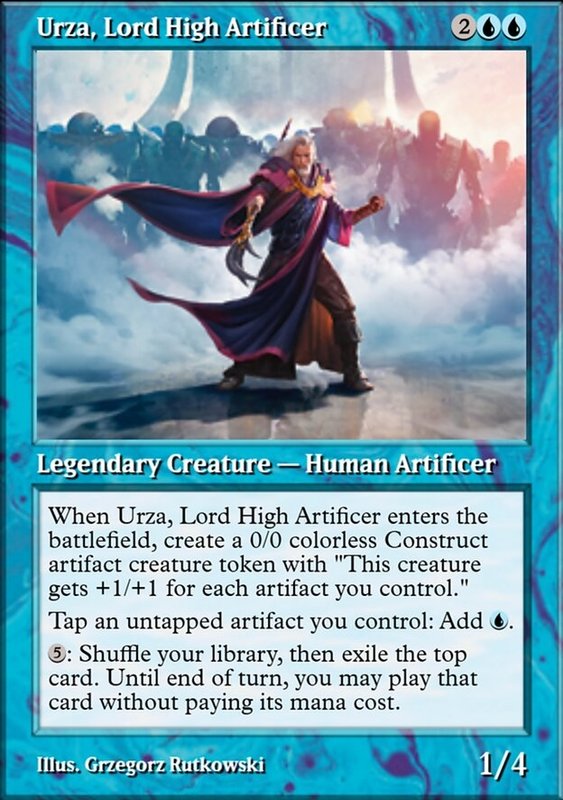 Urza, Lord High Artificer 2
Legendary Creature — Human Artificer
When Urza, Lord High Artificer enters the
battlefield, create a 0/0 colorless Construct
artifact creature token with "This creature
gets +1/+1 for each artifact you control."
Tap an untapped artifact you control: Add .
5: Shuffle your library, then exile the top
card. Until end of turn, you may play that
card without paying its mana cost.
Illus. Grzegorz Rutkowski 1/4